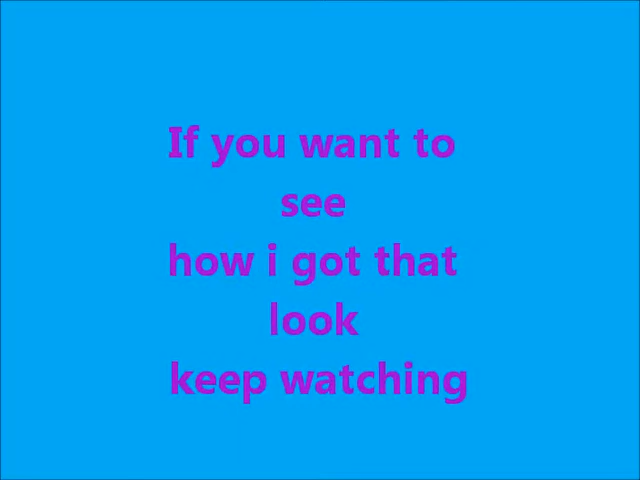 If you want to
see
how i got that
look
keep watching